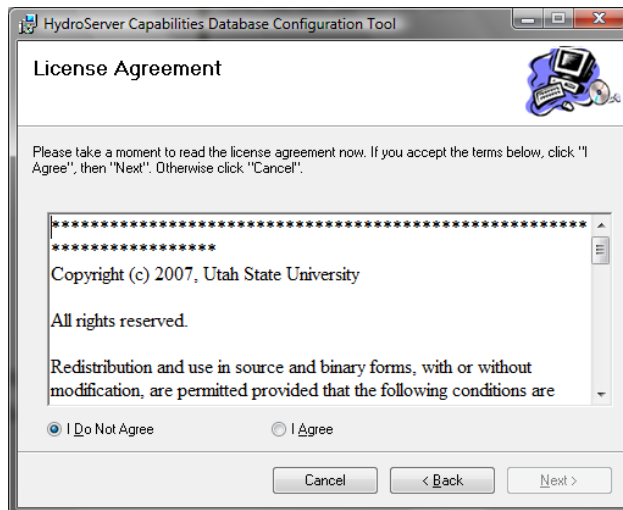 HydroServer Capabilities Database Configuration Tool
License Agreement
Please take a moment to read the license agreement now. If you accept the terms below, click "I
Agree", then "Next". Otherwise click "Cancel".
*******************************************************
*****************
Copyright (c) 2007, Utah State University
All rights reserved.
Redistribution and use in source and binary forms, with or without
modification, are permitted provided that the following conditions are
I Do Not Agree
I Agree
Cancel
< Back
Next >